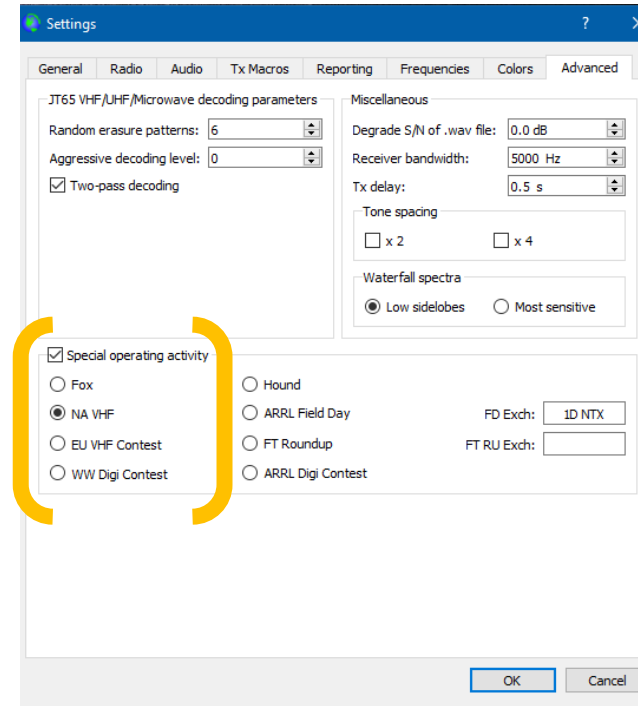 Settings
?
General Radio Audio Tx Macros Reporting Frequencies Colors Advanced
JT65 VHF/UHF/Microwave decoding parameters
Random erasure patterns: 6
Aggressive decoding level: 0
Two-pass decoding
Miscellaneous
Degrade S/N of .wav file: 0.0 dB
Receiver bandwidth: 5000 Hz
Tx delay: 0.5 s
Tone spacing
x 2 x 4
Waterfall spectra
Low sidelobes Most sensitive
Special operating activity
Fox Hound
NA VHF ARRL Field Day FD Exch: 1D NTX
EU VHF Contest FT Roundup FT RU Exch:
WW Digi Contest ARRL Digi Contest
OK Cancel